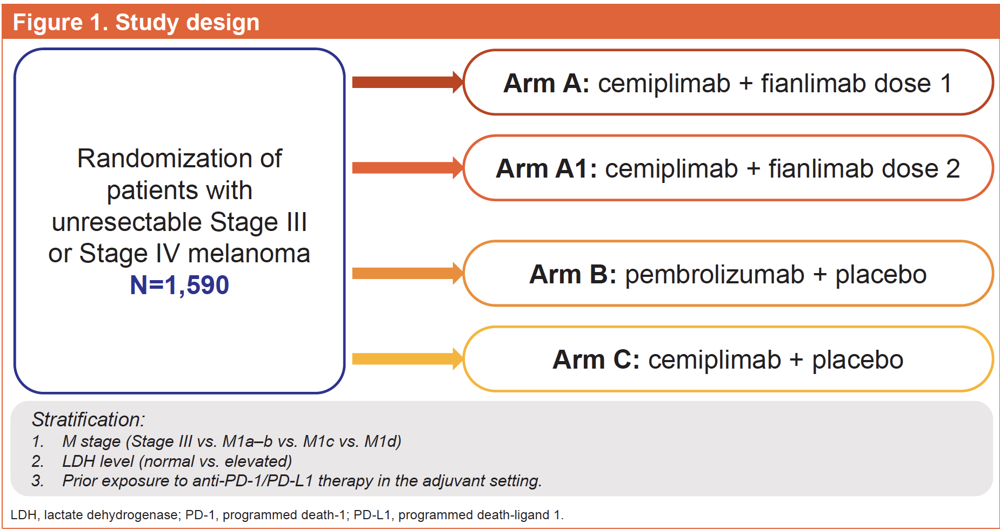 Figure 1. Study design
Randomization of
patients with
unresectable Stage III
or Stage IV melanoma
N=1,590
Arm A: cemiplimab + fianlimab dose 1
Arm A1: cemiplimab + fianlimab dose 2
Arm B: pembrolizumab + placebo
Arm C: cemiplimab + placebo
Stratification:
1. M stage (Stage III vs. M1a–b vs. M1c vs. M1d)
2. LDH level (normal vs. elevated)
3. Prior exposure to anti-PD-1/PD-L1 therapy in the adjuvant setting.
LDH, lactate dehydrogenase; PD-1, programmed death-1; PD-L1, programmed death-ligand 1.